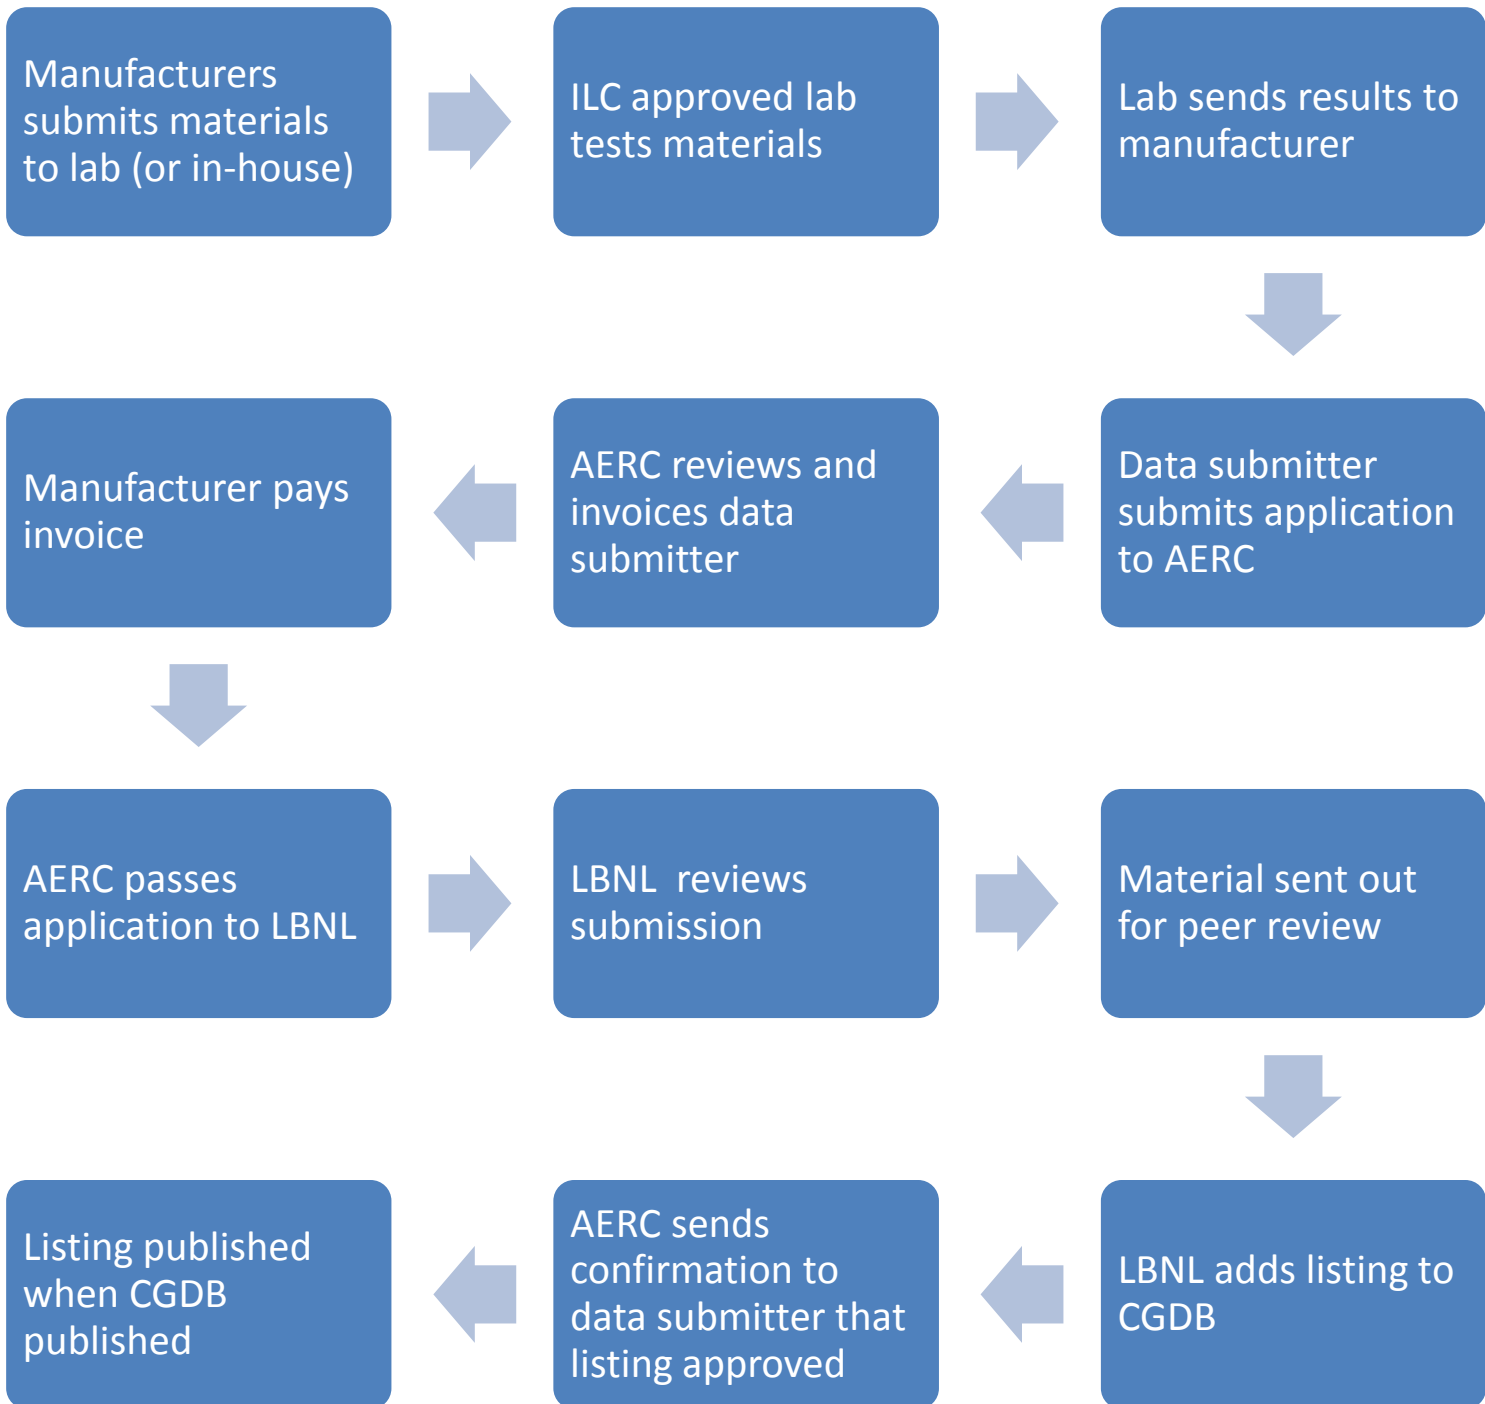 Manufacturers
submits materials
to lab (or in-house)
ILC approved lab
tests materials
Lab sends results to
manufacturer
Data submitter
submits application
to AERC
AERC reviews and
invoices data
submitter
Manufacturer pays
invoice
AERC passes
application to LBNL
LBNL  reviews
submission
Material sent out
for peer review
LBNL adds listing to
CGDB
AERC sends
confirmation to
data submitter that
listing approved
Listing published
when CGDB
published